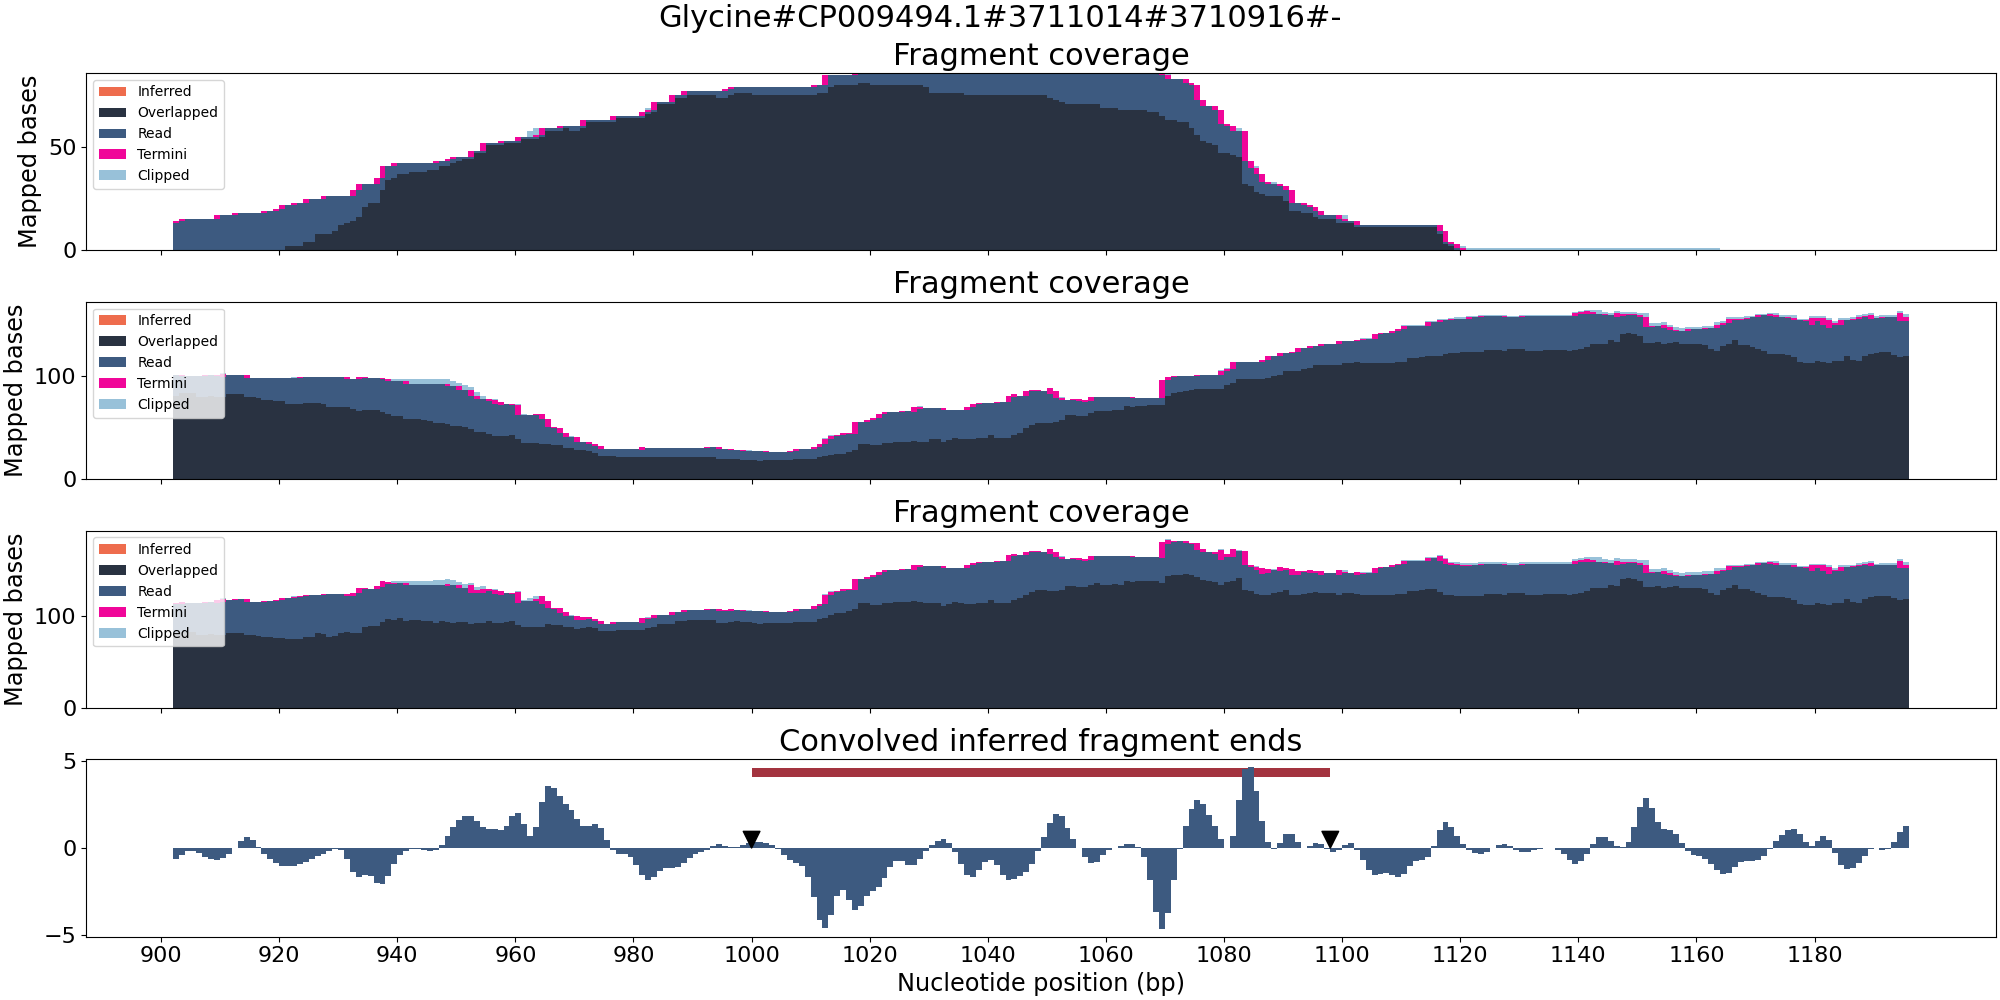 Glycine#CP009494.1#3711014#3710916#-
Fragment coverage
Mapped bases
50
0
Inferred
Overlapped
Read
Termini
Clipped
Fragment coverage
Mapped bases
100
0
Inferred
Overlapped
Read
Termini
Clipped
Fragment coverage
Mapped bases
100
0
Inferred
Overlapped
Read
Termini
Clipped
Convolved inferred fragment ends
5
0
−5
900 920 940 960 980 1000 1020 1040 1060 1080 1100 1120 1140 1160 1180
Nucleotide position (bp)